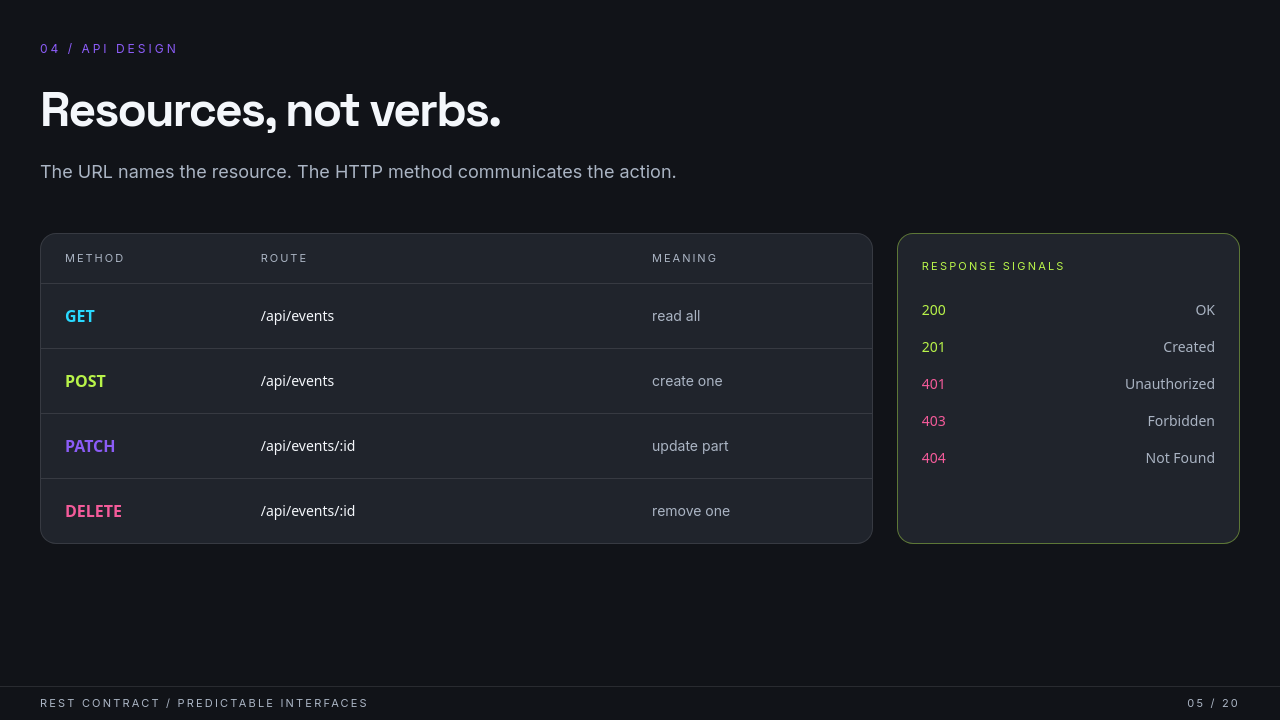 04 / API DESIGN
Resources, not verbs.
The URL names the resource. The HTTP method communicates the action.
METHOD ROUTE MEANING
GET /api/events read all
POST /api/events create one
PATCH /api/events/:id update part
DELETE /api/events/:id remove one
RESPONSE SIGNALS
200 OK
201 Created
401 Unauthorized
403 Forbidden
404 Not Found
REST CONTRACT / PREDICTABLE INTERFACES
05 / 20